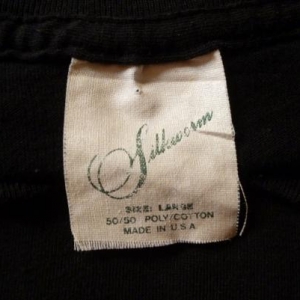 Silkworm
SIZE: LARGE
50/50 POLY/COTTON
MADE IN U.S.A